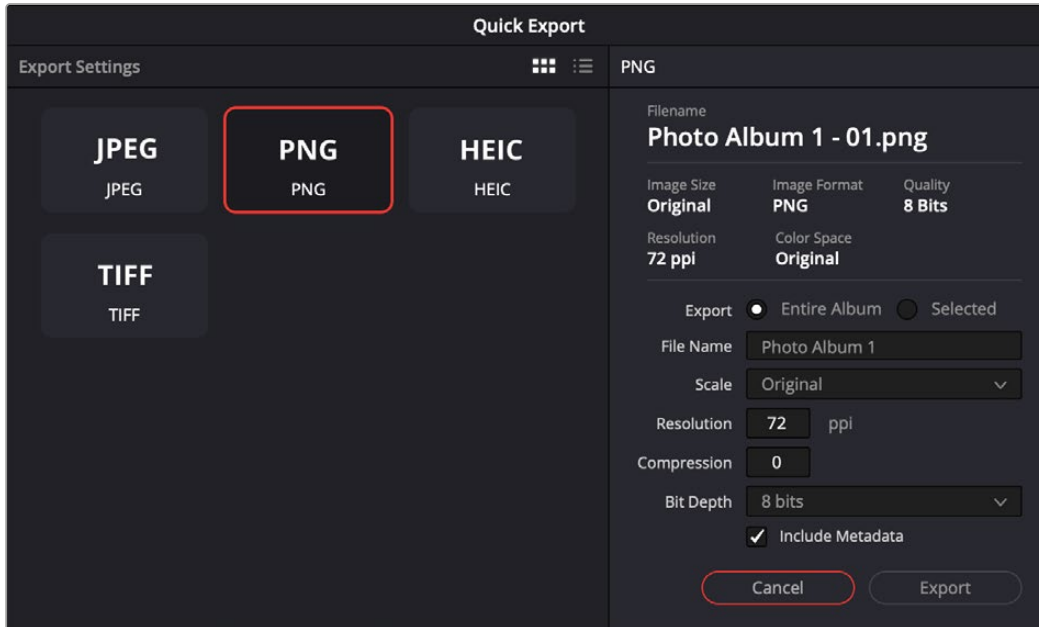 Quick Export
Export Settings
PNG
JPEG
JPEG
PNG
PNG
HEIC
HEIC
TIFF
TIFF
Filename
Photo Album 1 - 01.png
Image Size Image Format Quality
Original PNG 8 Bits
Resolution Color Space
72 ppi Original
Export Entire Album Selected
File Name Photo Album 1
Scale Original
Resolution 72 ppi
Compression 0
Bit Depth 8 bits
Include Metadata
Cancel Export